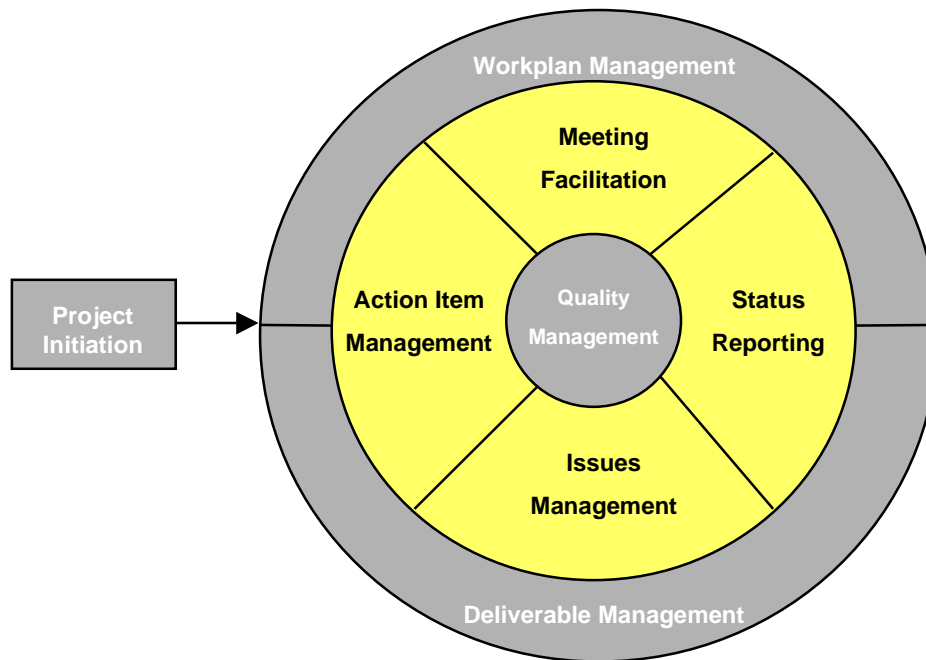 Workplan Management
Meeting
Facilitation
Project
Initiation
Action Item
Management
Quality
Management
Status
Reporting
Issues
Management
Deliverable Management